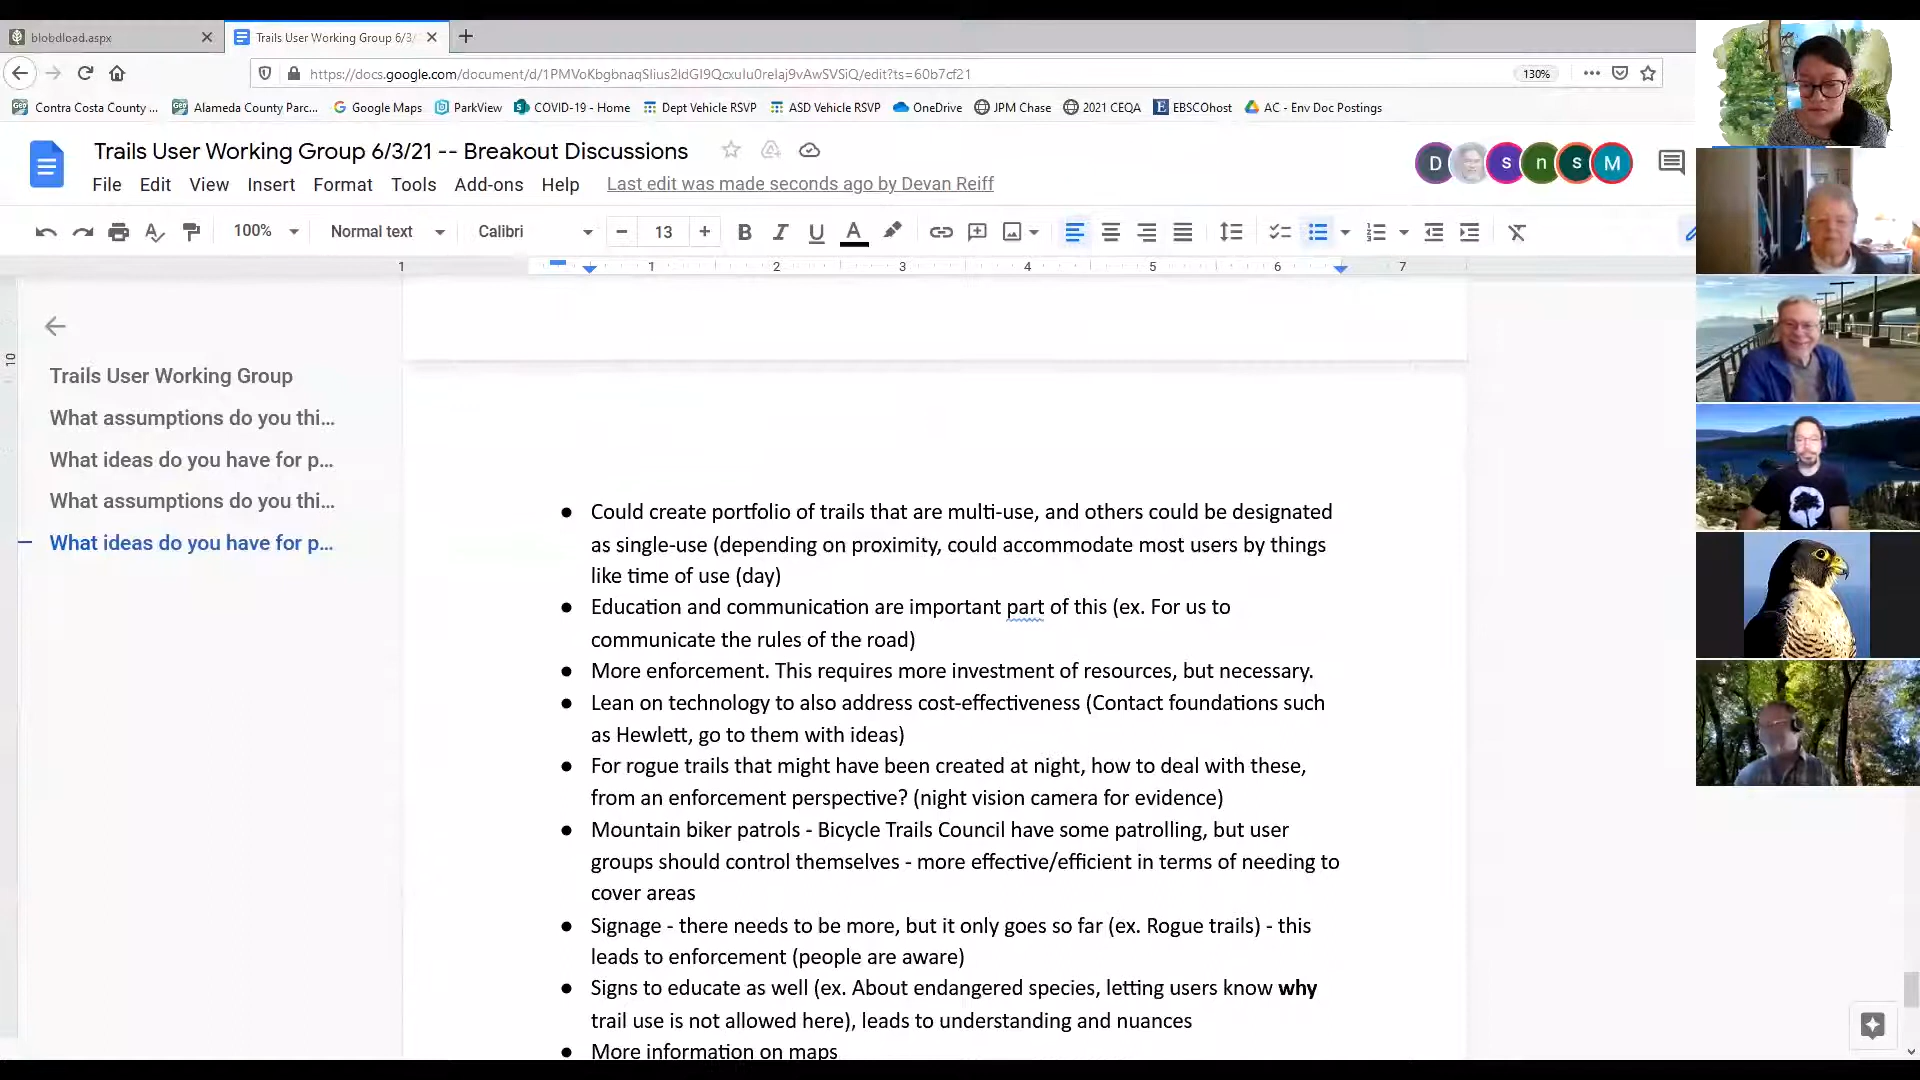 blobdload.aspx
Trails User Working Group 6/3/
https://docs.google.com/document/d/1PMVoKbgbnaqSlius2ldGI9Qcxulu0relaj9vAwSVSiQ/edit?ts=60b7cf21
130%
Contra Costa County ...
Alameda County Parc...
Google Maps
ParkView
COVID-19 - Home
Dept Vehicle RSVP
ASD Vehicle RSVP
OneDrive
JPM Chase
2021 CEQA
EBSCOhost
AC - Env Doc Postings
Trails User Working Group 6/3/21 -- Breakout Discussions
D S n s M
File Edit View Insert Format Tools Add-ons Help Last edit was made seconds ago by Devan Reiff
100% Normal text Calibri 13 B I U A
1 1 2 3 4 5 6 7
10
Trails User Working Group
What assumptions do you thi...
What ideas do you have for p...
What assumptions do you thi...
What ideas do you have for p...
● Could create portfolio of trails that are multi-use, and others could be designated
as single-use (depending on proximity, could accommodate most users by things
like time of use (day)
● Education and communication are important part of this (ex. For us to
communicate the rules of the road)
● More enforcement. This requires more investment of resources, but necessary.
● Lean on technology to also address cost-effectiveness (Contact foundations such
as Hewlett, go to them with ideas)
● For rogue trails that might have been created at night, how to deal with these,
from an enforcement perspective? (night vision camera for evidence)
● Mountain biker patrols - Bicycle Trails Council have some patrolling, but user
groups should control themselves - more effective/efficient in terms of needing to
cover areas
● Signage - there needs to be more, but it only goes so far (ex. Rogue trails) - this
leads to enforcement (people are aware)
● Signs to educate as well (ex. About endangered species, letting users know why
trail use is not allowed here), leads to understanding and nuances
● More information on maps